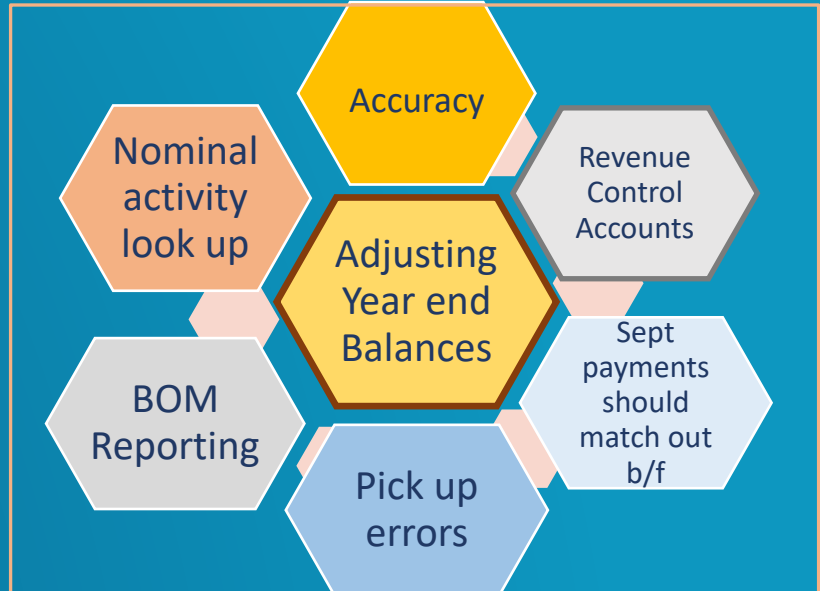 Accuracy
Nominal
activity
look up
Revenue
Control
Accounts
Adjusting
Year end
Balances
Sept
payments
should
match out
b/f
BOM
Reporting
Pick up
errors